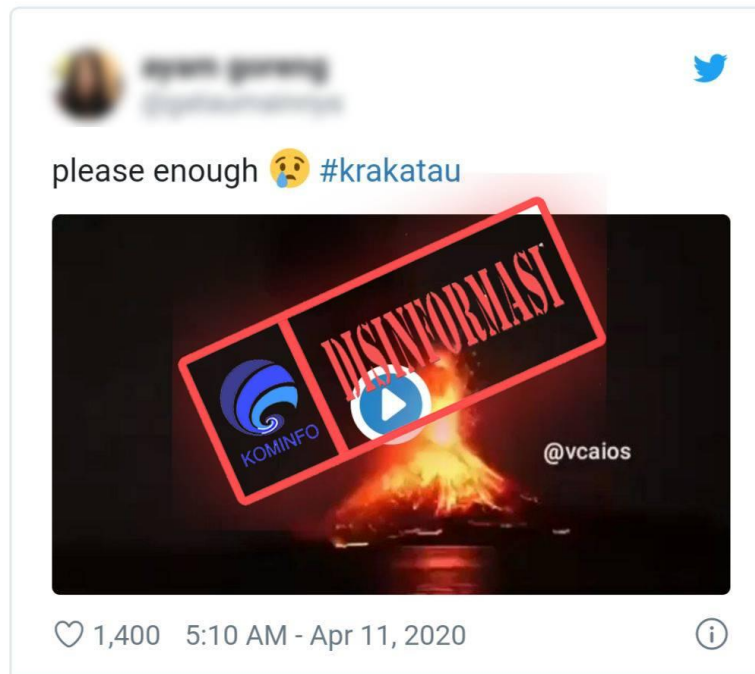 please enough 😢 #krakatau
DISINFORMASI
KOMINFO
@vcaios
1,400 5:10 AM - Apr 11, 2020